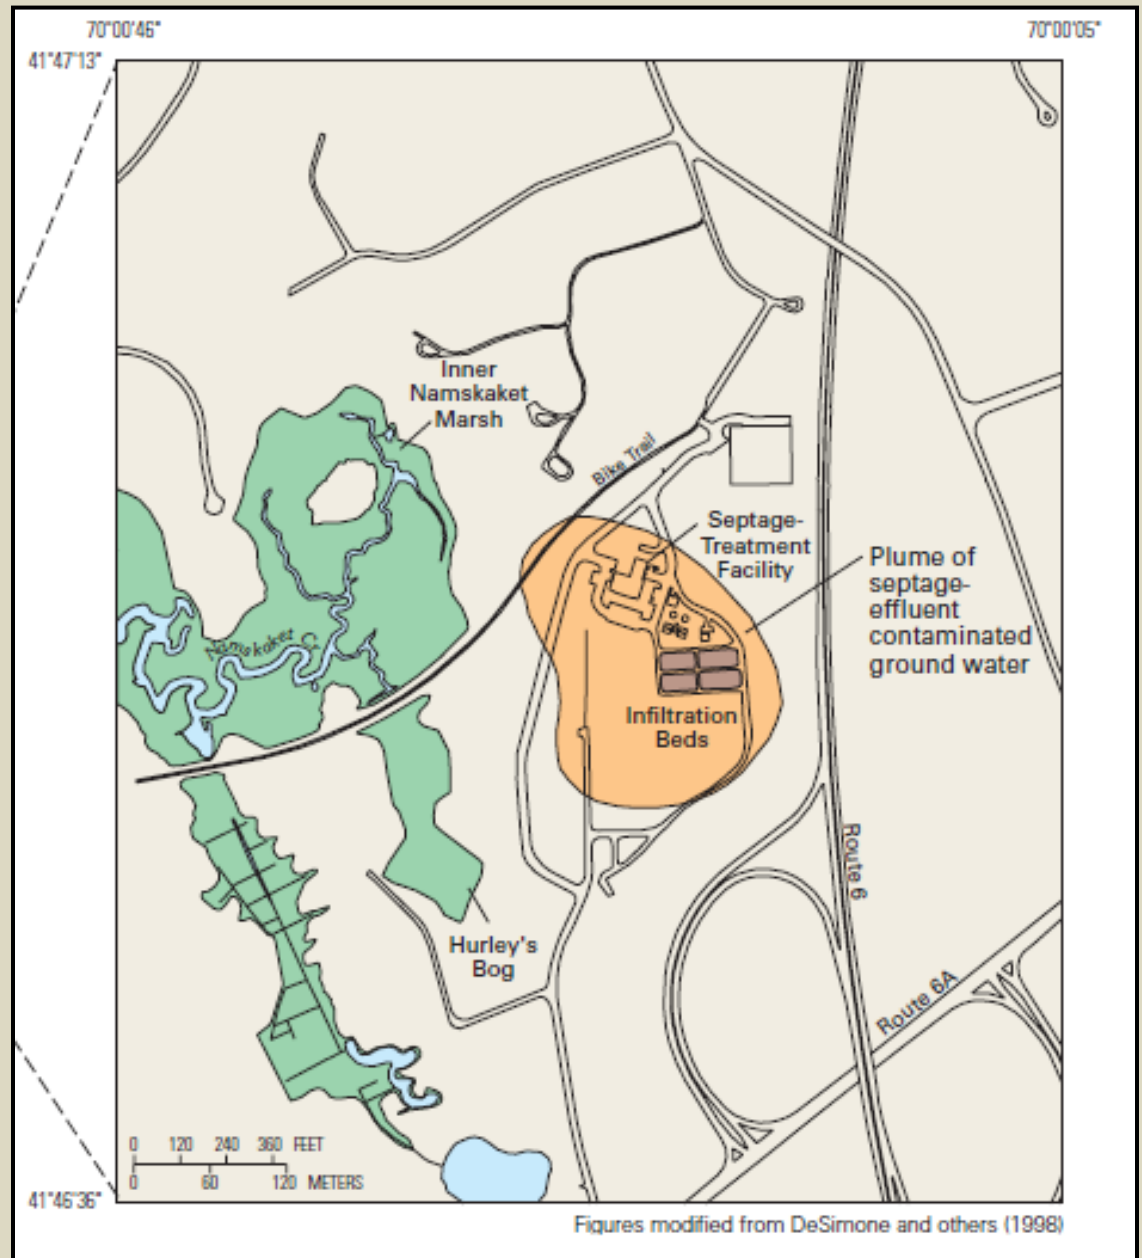 70°00'46"
70°00'05"
41°47'13"
Inner
Namskaket
Marsh
Bike Trail
Septage-
Treatment
Facility
Plume of
septage-
effluent
contaminated
ground water
Namskaket Cr.
Infiltration
Beds
Route 6
Hurley's
Bog
Route 6A
0 120 240 360 FEET
0 60 120 METERS
41°46'36"
Figures modified from DeSimone and others (1998)